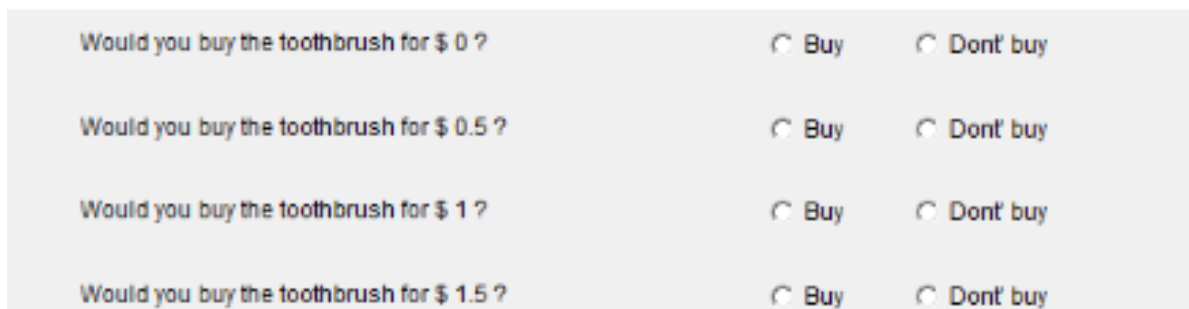 Would you buy the toothbrush for $ 0 ? Buy Dont' buy
Would you buy the toothbrush for $ 0.5 ? Buy Dont' buy
Would you buy the toothbrush for $ 1 ? Buy Dont' buy
Would you buy the toothbrush for $ 1.5 ? Buy Dont' buy